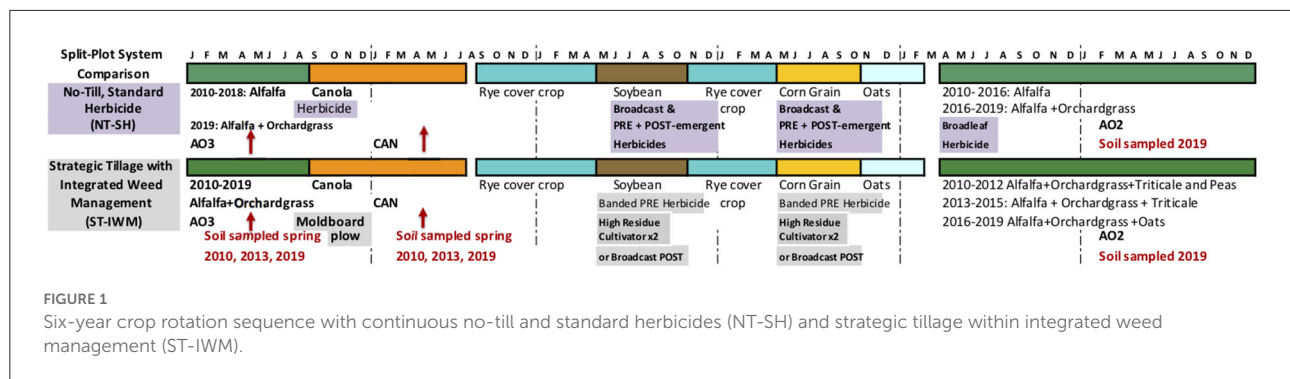 Split-Plot System Comparison
J F M A M J J A S O N D J F M A M J J A S O N D J F M A M J J A S O N D J F M A M J J A S O N D J F M A M J J A S O N D J F M A M J J A S O N D
No-Till, Standard Herbicide (NT-SH)
2010-2018: Alfalfa
2019: Alfalfa + Orchardgrass
AO3
Canola
Herbicide
CAN
Rye cover crop
Soybean
Broadcast &
PRE + POST-emergent
Herbicides
Rye cover
crop
Corn Grain
Broadcast &
PRE + POST-emergent
Herbicides
Oats
2010- 2016: Alfalfa
2016-2019: Alfalfa +Orchardgrass
Broadleaf
Herbicide
AO2
Soil sampled 2019
Strategic Tillage with
Integrated Weed
Management
(ST-IWM)
2010-2019
Alfalfa+Orchardgrass
AO3
Canola
CAN
Moldboard
plow
Soil sampled spring
2010, 2013, 2019
Soil sampled spring
2010, 2013, 2019
Rye cover crop
Soybean
Banded PRE Herbicide
High Residue
Cultivator x2
or Broadcast POST
Rye cover
crop
Corn Grain
Banded PRE Herbicide
High Residue
Cultivator x2
or Broadcast POST
Oats
2010-2012 Alfalfa+Orchardgrass+Triticale and Peas
2013-2015: Alfalfa + Orchardgrass + Triticale
2016-2019 Alfalfa+Orchardgrass +Oats
AO2
Soil sampled 2019
FIGURE 1
Six-year crop rotation sequence with continuous no-till and standard herbicides (NT-SH) and strategic tillage within integrated weed
management (ST-IWM).